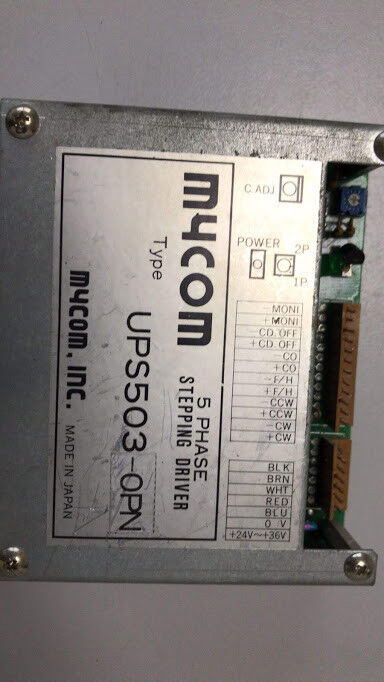 mycom
5 PHASE
STEPPING DRIVER
Type UPS503-0PN
mycom, INC. MADE IN JAPAN
C.ADJ
POWER 2P
1P
-MONI
+MONI
CD.OFF
+CD.OFF
-CO
+CO
-F/H
+F/H
-CCW
+CCW
-CW
+CW
BLK
BRN
WHT
RED
BLU
0 V
+24V~+36V